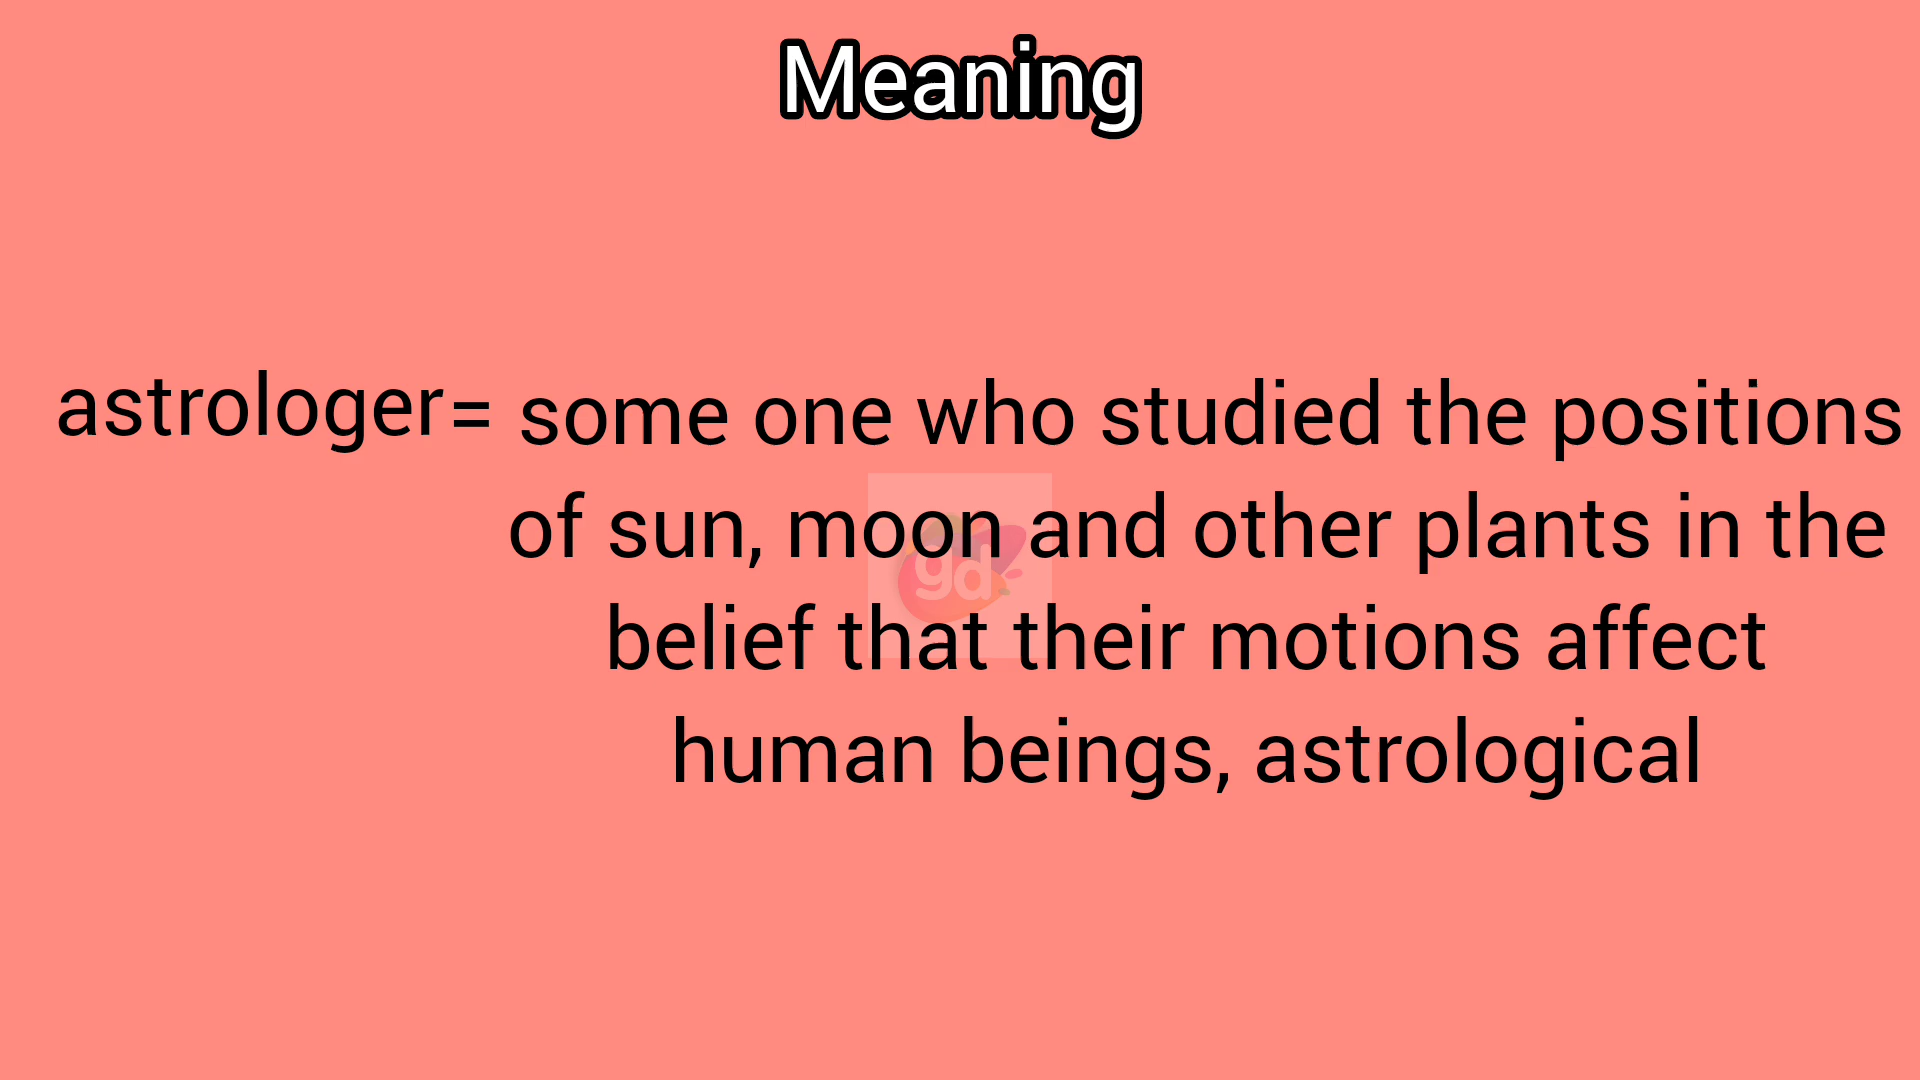 Meaning
astrologer= some one who studied the positions
of sun, moon and other plants in the
belief that their motions affect
human beings, astrological
gd